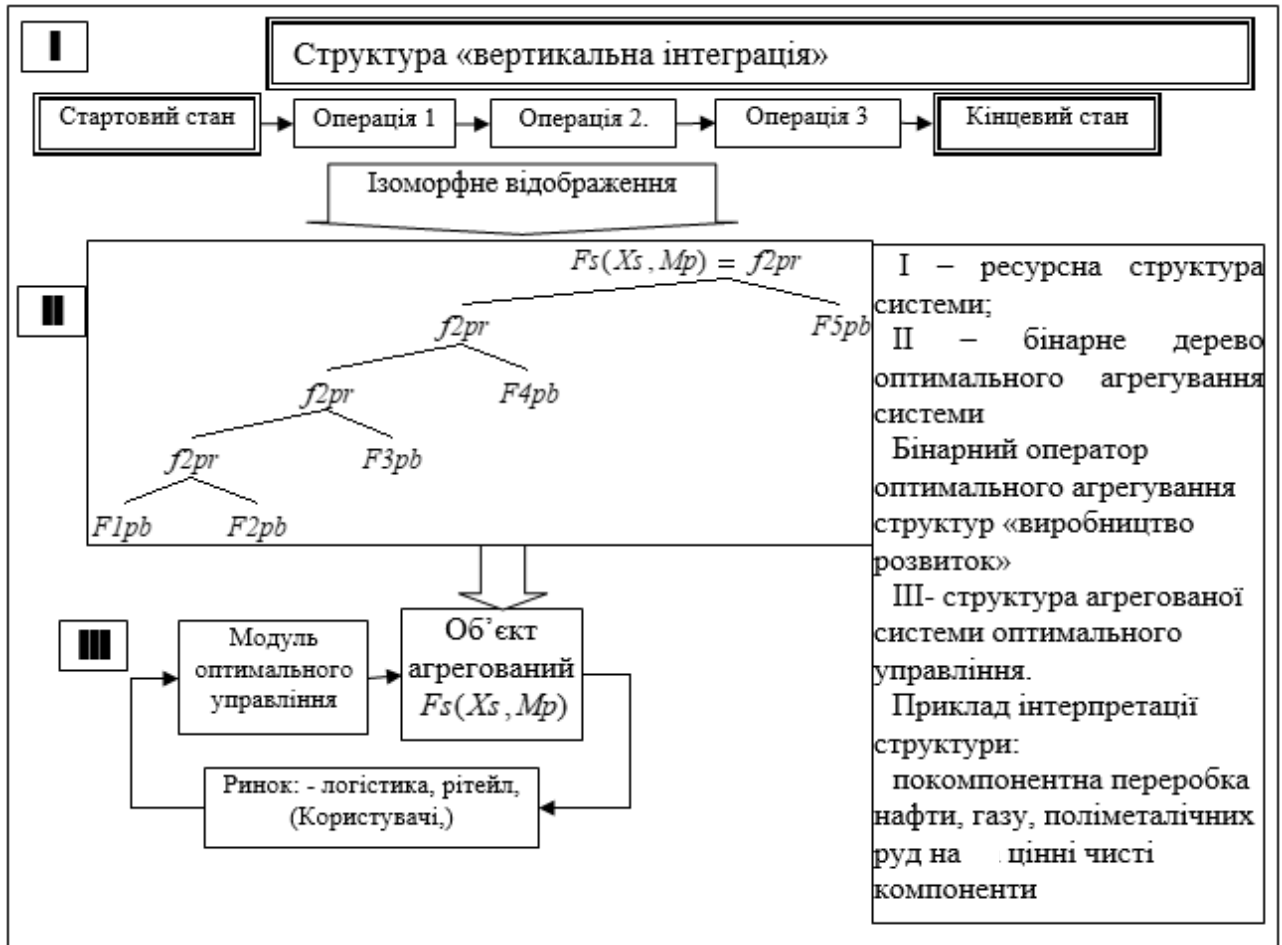 I
Структура «вертикальна інтеграція»
Стартовий стан
Операція 1
Операція 2.
Операція 3
Кінцевий стан
Ізоморфне відображення
II
Fs(Xs,Mp) = f2pr
f2pr
F5pb
f2pr
F4pb
f2pr
F3pb
F1pb
F2pb
I – ресурсна структура
системи;
II – бінарне дерево
оптимального агрегування
системи
Бінарний оператор
оптимального агрегування
структур «виробництво
розвиток»
III- структура агрегованої
системи оптимального
управління.
Приклад інтерпретації
структури:
покомпонентна переробка
нафти, газу, поліметалічних
руд на цінні чисті
компоненти
III
Модуль
оптимального
управління
Об’єкт
агрегований
Fs(Xs,Mp)
Ринок: - логістика, рітейл,
(Користувачі,)